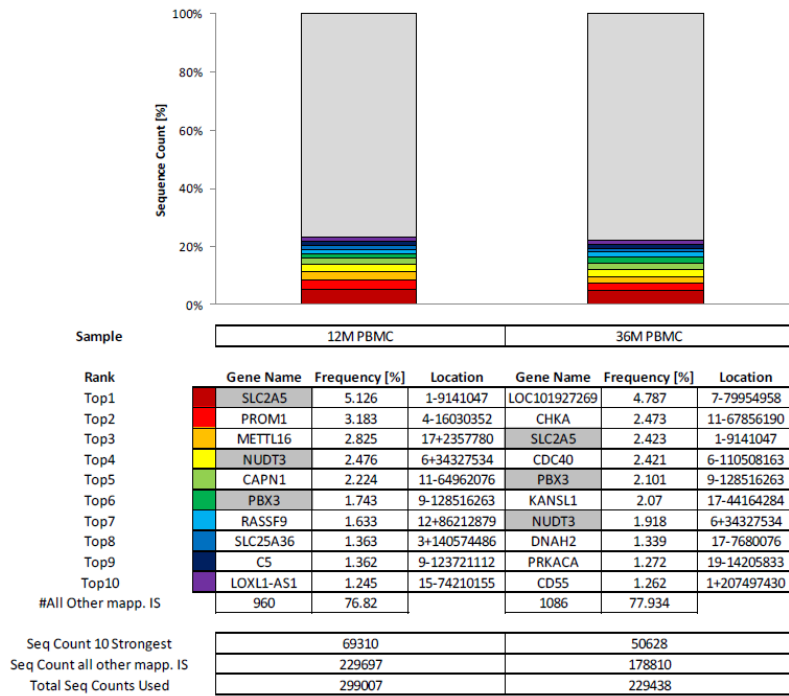 100%
80%
60%
40%
20%
0%
Sequence Count [%]
Sample 12M PBMC 36M PBMC
Rank Gene Name Frequency [%] Location Gene Name Frequency [%] Location
Top1 SLC2A5 5.126 1-9141047 LOC101927269 4.787 7-79954958
Top2 PROM1 3.183 4-16030352 CHKA 2.473 11-67856190
Top3 METTL16 2.825 17+2357780 SLC2A5 2.423 1-9141047
Top4 NUDT3 2.476 6+34327534 CDC40 2.421 6-110508163
Top5 CAPN1 2.224 11-64962076 PBX3 2.101 9-128516263
Top6 PBX3 1.743 9-128516263 KANSL1 2.07 17-44164284
Top7 RASSF9 1.633 12+86212879 NUDT3 1.918 6+34327534
Top8 SLC25A36 1.363 3+140574486 DNAH2 1.339 17-7680076
Top9 C5 1.362 9-123721112 PRKACA 1.272 19-14205833
Top10 LOXL1-AS1 1.245 15-74210155 CD55 1.262 1+207497430
#All Other mapp. IS 960 76.82 1086 77.934
Seq Count 10 Strongest 69310 50628
Seq Count all other mapp. IS 229697 178810
Total Seq Counts Used 299007 229438